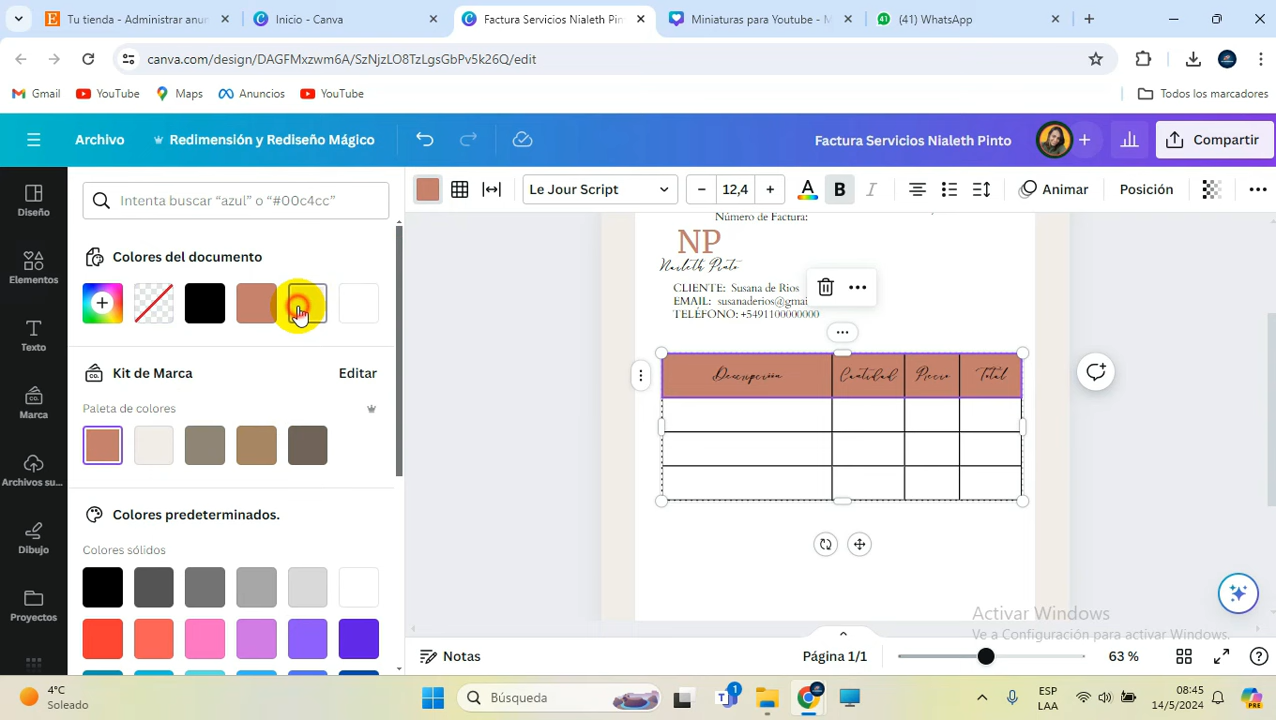 Tu tienda - Administrar anu
Inicio - Canva
Factura Servicios Nialeth Pin
Miniaturas para Youtube - M
(41) WhatsApp
canva.com/design/DAGFMxzwm6A/SzNjzLO8TzLgsGbPv5k26Q/edit
Gmail
YouTube
Maps
Anuncios
YouTube
Todos los marcadores
Archivo
Redimensión y Rediseño Mágico
Factura Servicios Nialeth Pinto
Compartir
Intenta buscar "azul" o "#00c4cc"
Le Jour Script
12,4
Animar
Posición
Diseño
Elementos
Texto
Marca
Archivos su...
Dibujo
Proyectos
Colores del documento
Kit de Marca
Editar
Paleta de colores
Colores predeterminados.
Colores sólidos
Número de Factura:
NP
Nialeth Pinto
CLIENTE: Susana de Rios
EMAIL: susanaderios@gmai
TELÉFONO: +5491100000000
Descripción
Cantidad
Precio
Total
Activar Windows
Ve a Configuración para activar Windows.
Notas
Página 1/1
63 %
4°C
Soleado
Búsqueda
1
ESP
LAA
08:45
14/5/2024
PRE